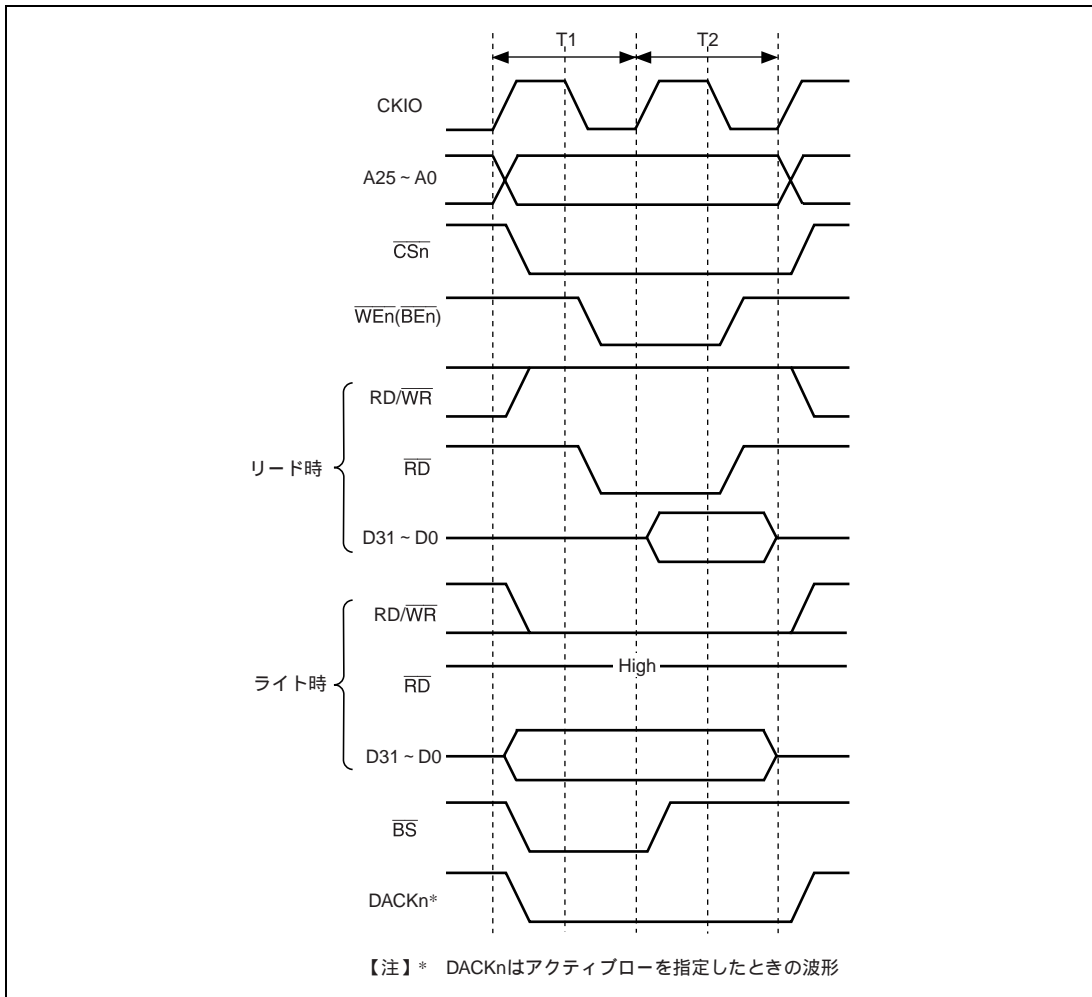 T1 T2
CKIO
A25 ~ A0
CSn
WEn(BEn)
RD/WR
リード時
RD
D31 ~ D0
RD/WR
High
ライト時
RD
D31 ~ D0
BS
DACKn*
【注】* DACKnはアクティブローを指定したときの波形